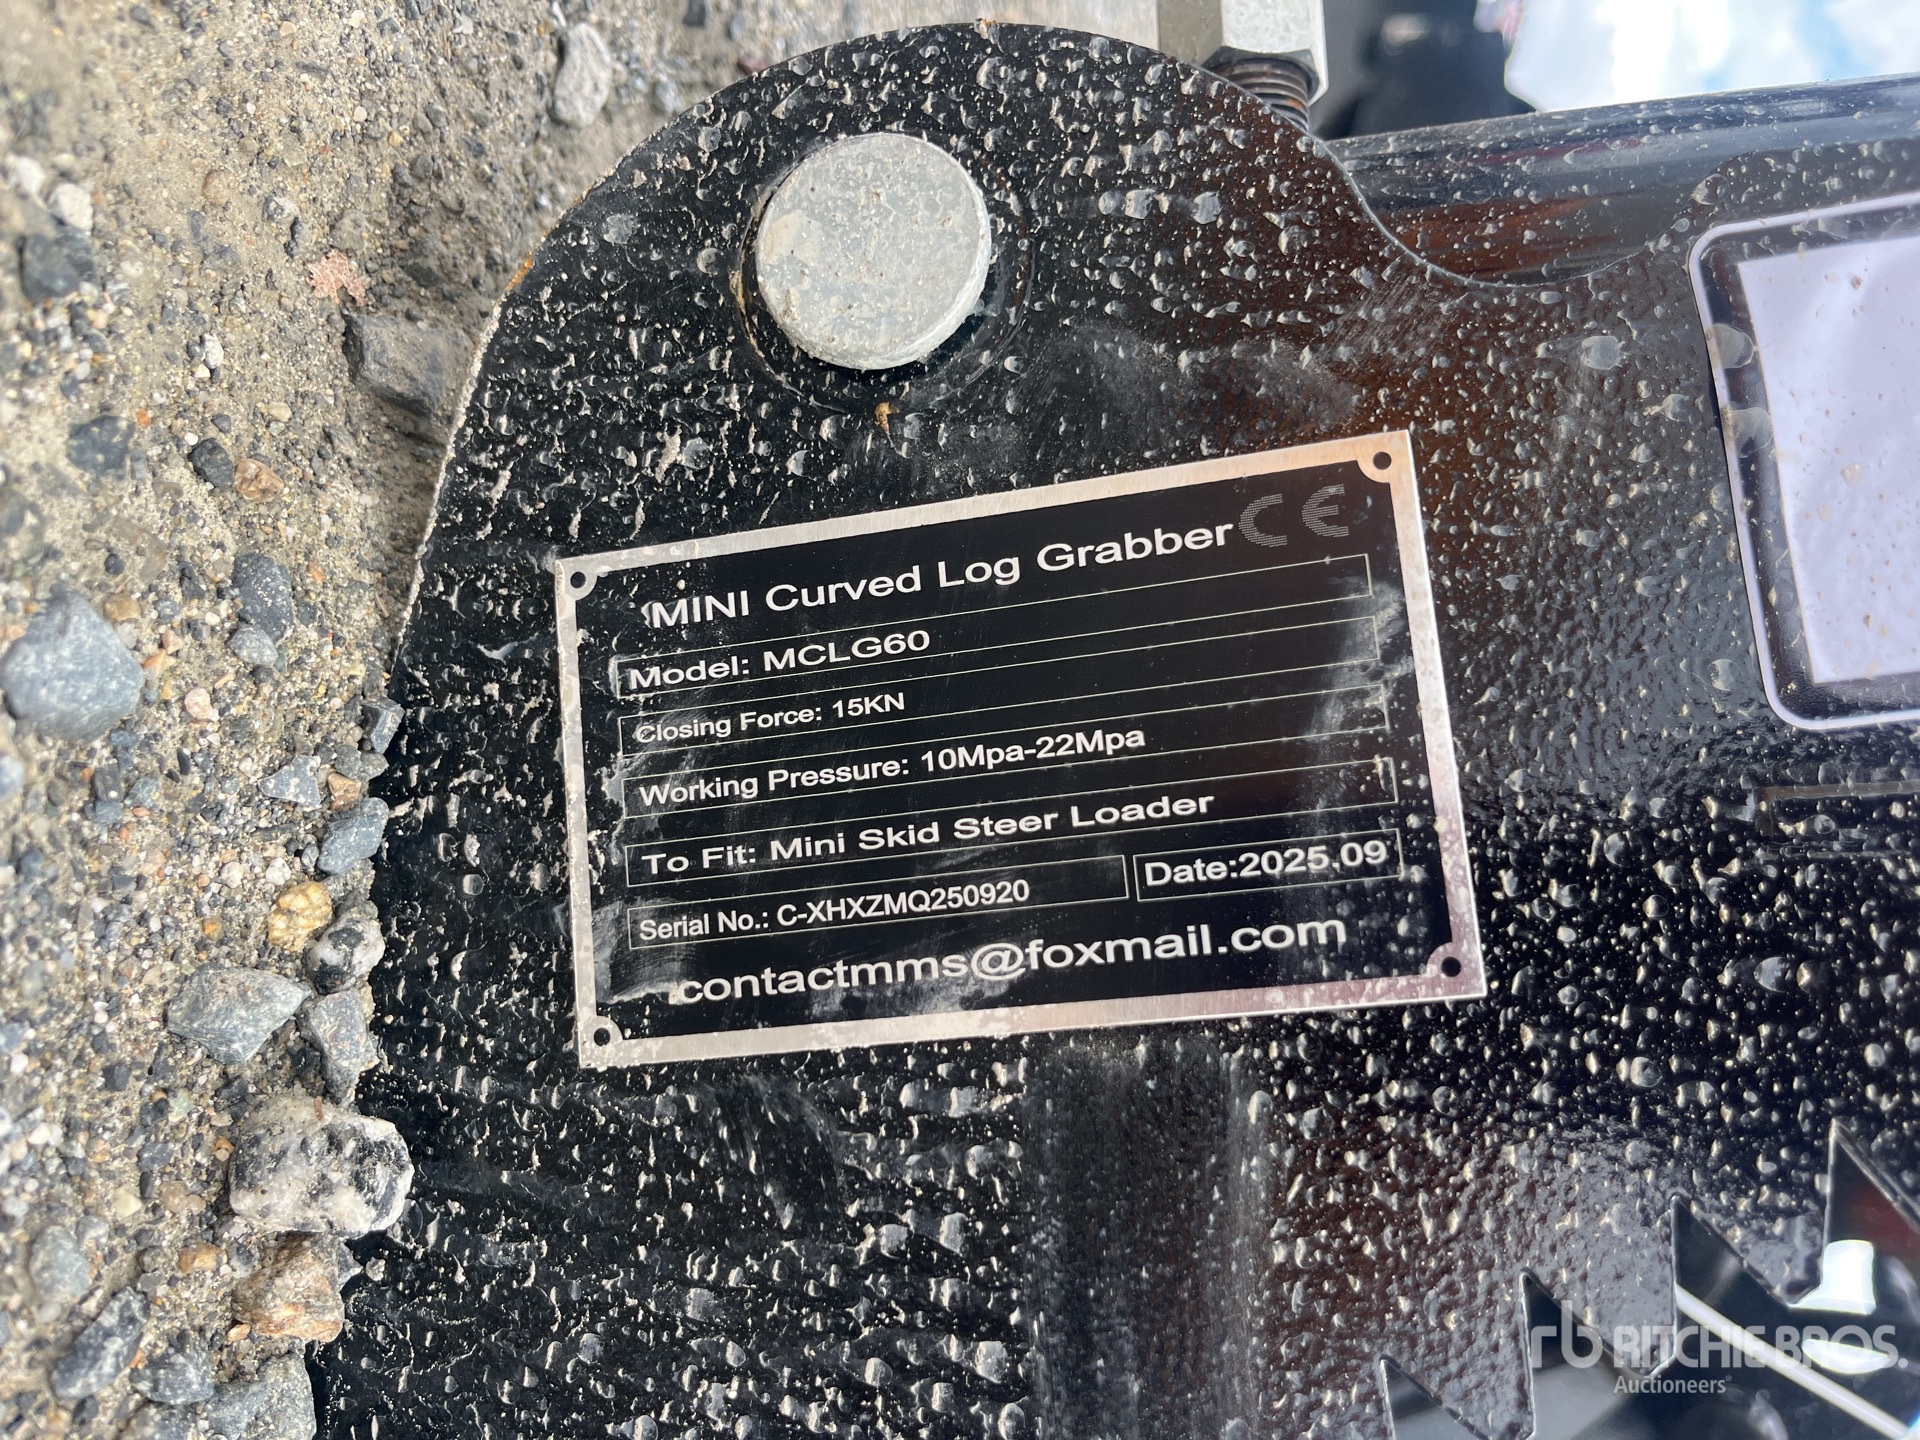 MINI Curved Log Grabber CE
Model: MCLG60
Closing Force: 15KN
Working Pressure: 10Mpa-22Mpa
To Fit: Mini Skid Steer Loader
Serial No.: C-XHXZMQ250920 Date:2025.09
contactmms@foxmail.com
rb RITCHIE BROS.
Auctioneers